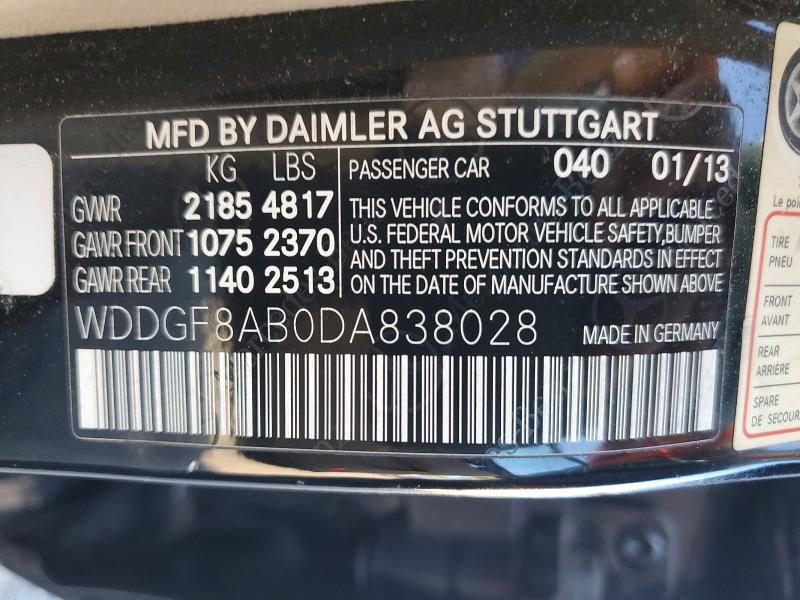 MFD BY DAIMLER AG STUTTGART
KG LBS
GVWR 2185 4817
GAWR FRONT 1075 2370
GAWR REAR 1140 2513
PASSENGER CAR 040 01/13
THIS VEHICLE CONFORMS TO ALL APPLICABLE
U.S. FEDERAL MOTOR VEHICLE SAFETY,BUMPER
AND THEFT PREVENTION STANDARDS IN EFFECT
ON THE DATE OF MANUFACTURE SHOWN ABOVE
WDDGF8AB0DA838028
MADE IN GERMANY
Le poi
TIRE
PNEU
FRONT
AVANT
REAR
ARRIÈRE
SPARE
DE SECOUR